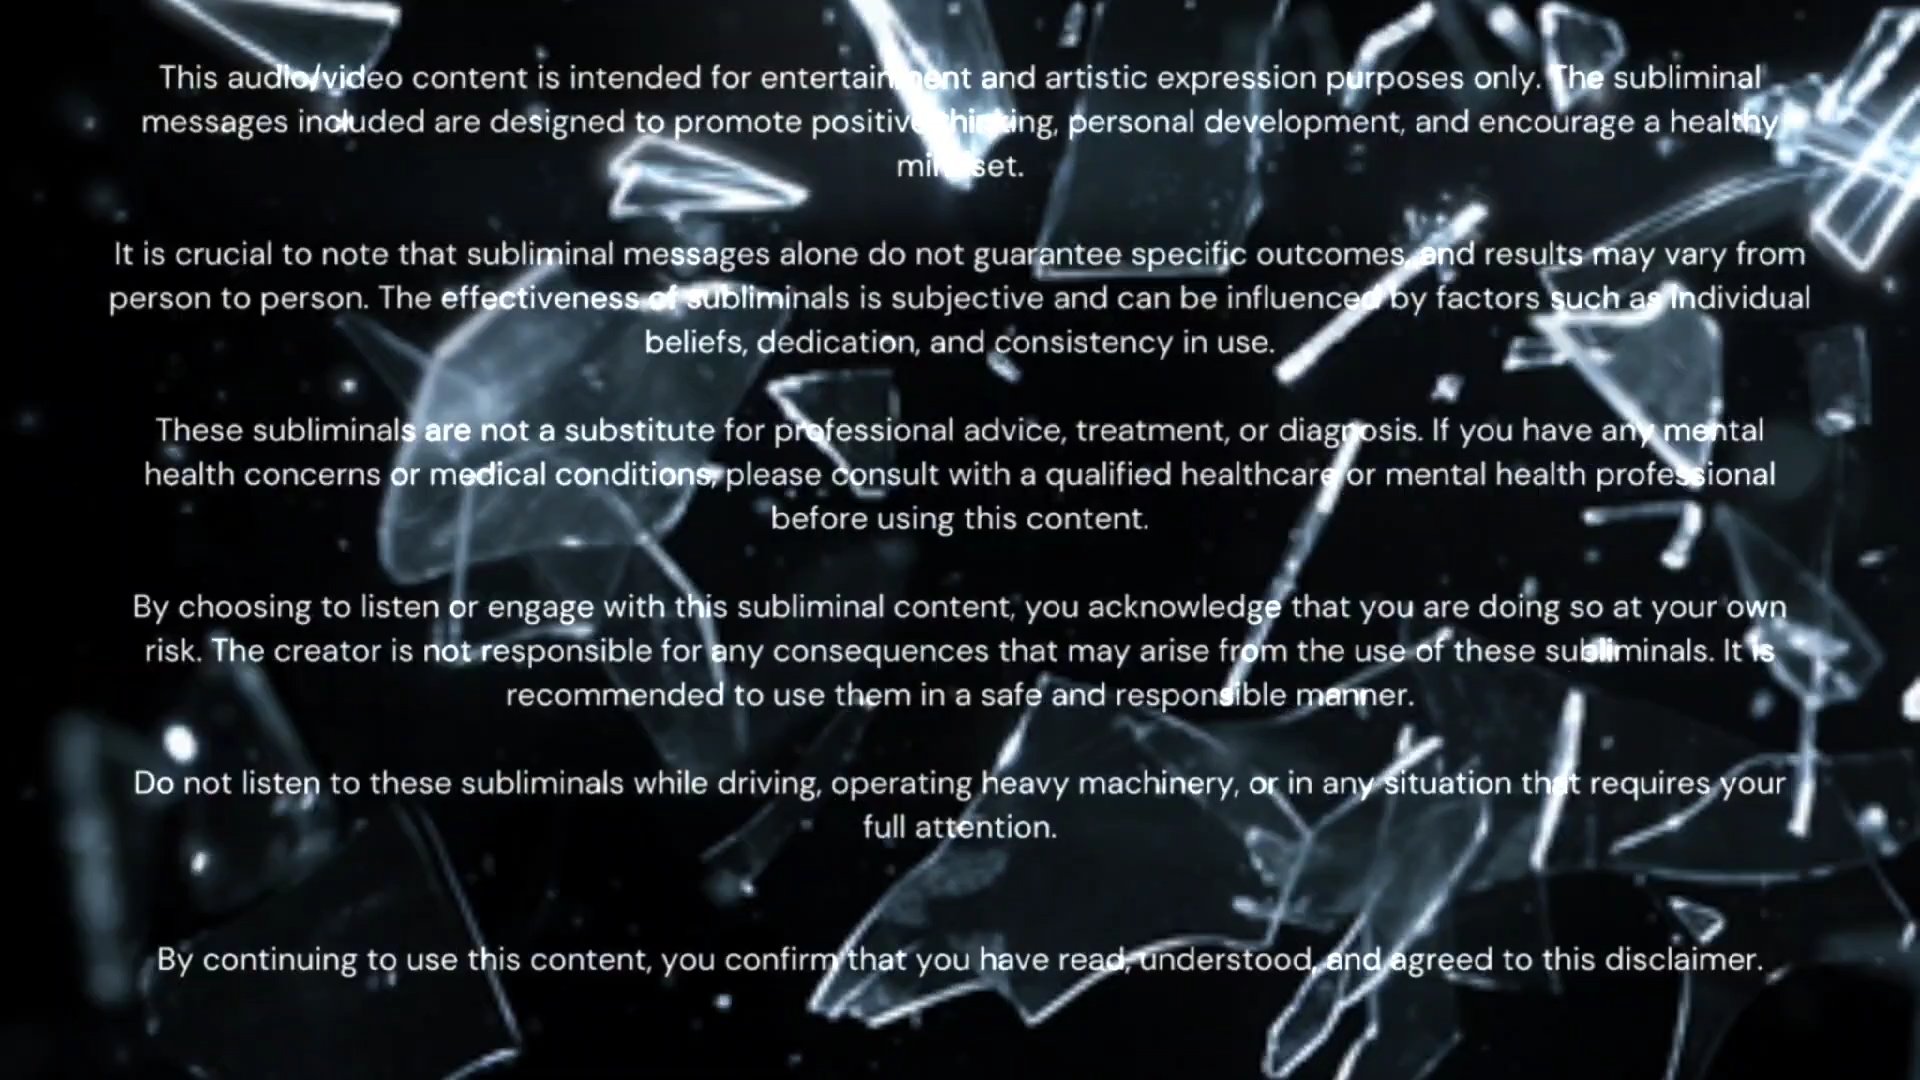 This audio/video content is intended for entertainment and artistic expression purposes only. The subliminal
messages included are designed to promote positive thinking, personal development, and encourage a healthy
mindset.
It is crucial to note that subliminal messages alone do not guarantee specific outcomes, and results may vary from
person to person. The effectiveness of subliminals is subjective and can be influenced by factors such as individual
beliefs, dedication, and consistency in use.
These subliminals are not a substitute for professional advice, treatment, or diagnosis. If you have any mental
health concerns or medical conditions, please consult with a qualified healthcare or mental health professional
before using this content.
By choosing to listen or engage with this subliminal content, you acknowledge that you are doing so at your own
risk. The creator is not responsible for any consequences that may arise from the use of these subliminals. It is
recommended to use them in a safe and responsible manner.
Do not listen to these subliminals while driving, operating heavy machinery, or in any situation that requires your
full attention.
By continuing to use this content, you confirm that you have read, understood, and agreed to this disclaimer.